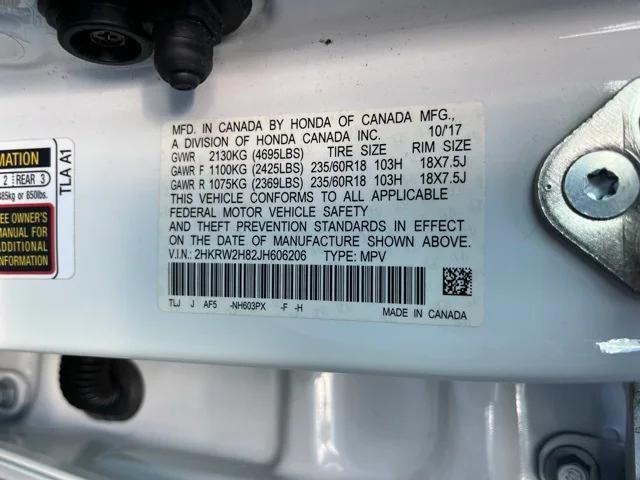 MFD. IN CANADA BY HONDA OF CANADA MFG.,
A DIVISION OF HONDA CANADA INC. 10/17
GVWR 2130KG (4695LBS) TIRE SIZE RIM SIZE
GAWR F 1100KG (2425LBS) 235/60R18 103H 18X7.5J
GAWR R 1075KG (2369LBS) 235/60R18 103H 18X7.5J
THIS VEHICLE CONFORMS TO ALL APPLICABLE
FEDERAL MOTOR VEHICLE SAFETY
AND THEFT PREVENTION STANDARDS IN EFFECT
ON THE DATE OF MANUFACTURE SHOWN ABOVE.
V.I.N.: 2HKRW2H82JH606206 TYPE: MPV
TLJ J AF5 -NH603PX -F -H
MADE IN CANADA
MATION
2 REAR 3
385kg or 850lbs.
OWNER'S
MANUAL FOR
ADDITIONAL
TLA A1